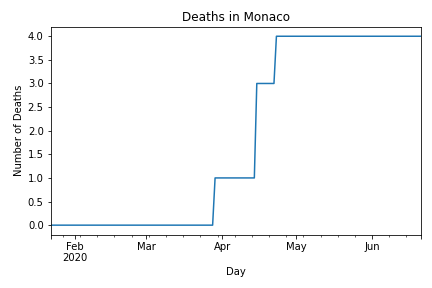 Deaths in Monaco
Number of Deaths
4.0
3.5
3.0
2.5
2.0
1.5
1.0
0.5
0.0
Feb
2020
Mar
Apr
May
Jun
Day